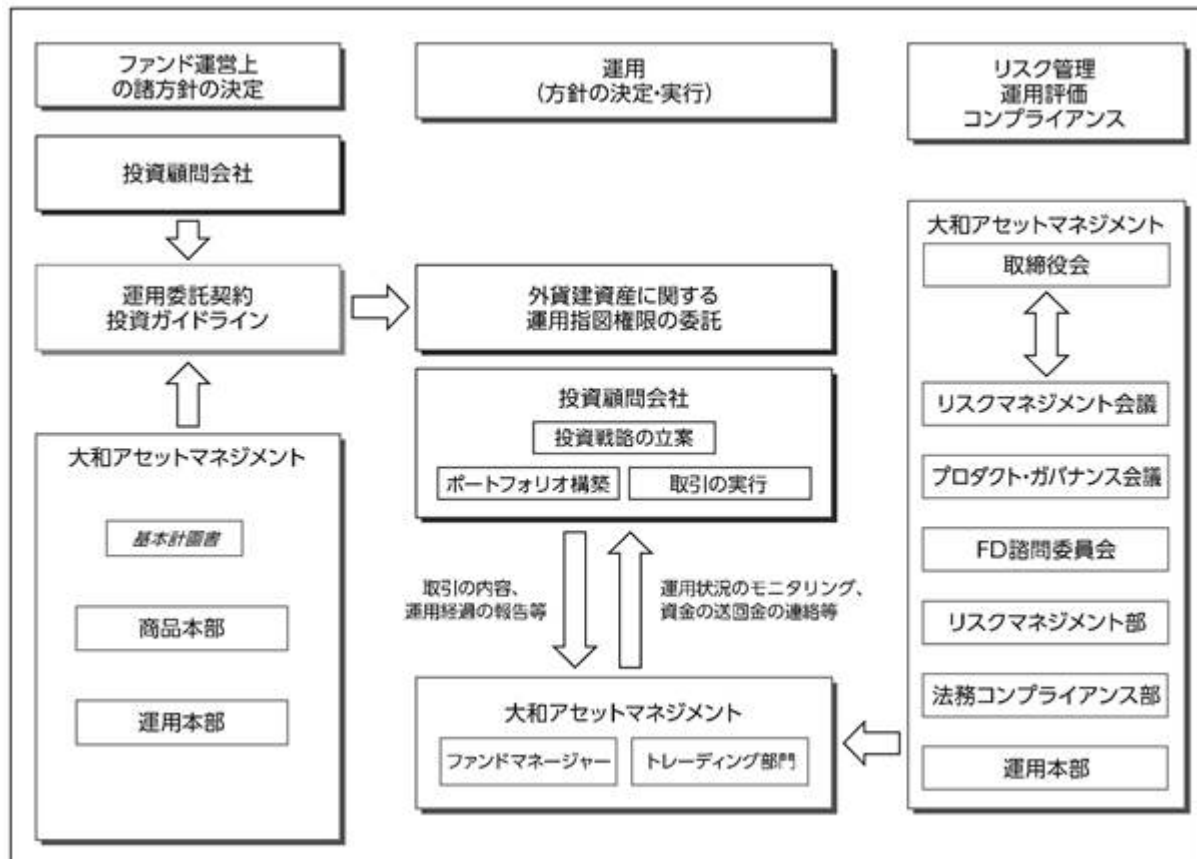 ファンド運営上
の諸方針の決定
投資顧問会社
運用委託契約
投資ガイドライン
大和アセットマネジメント
基本計画書
商品本部
運用本部
運用
(方針の決定・実行)
外貨建資産に関する
運用指図権限の委託
投資顧問会社
投資戦略の立案
ポートフォリオ構築
取引の実行
取引の内容、
運用経過の報告等
運用状況のモニタリング、
資金の送回金の連絡等
大和アセットマネジメント
ファンドマネージャー
トレーディング部門
リスク管理
運用評価
コンプライアンス
大和アセットマネジメント
取締役会
リスクマネジメント会議
プロダクト・ガバナンス会議
FD諮問委員会
リスクマネジメント部
法務コンプライアンス部
運用本部